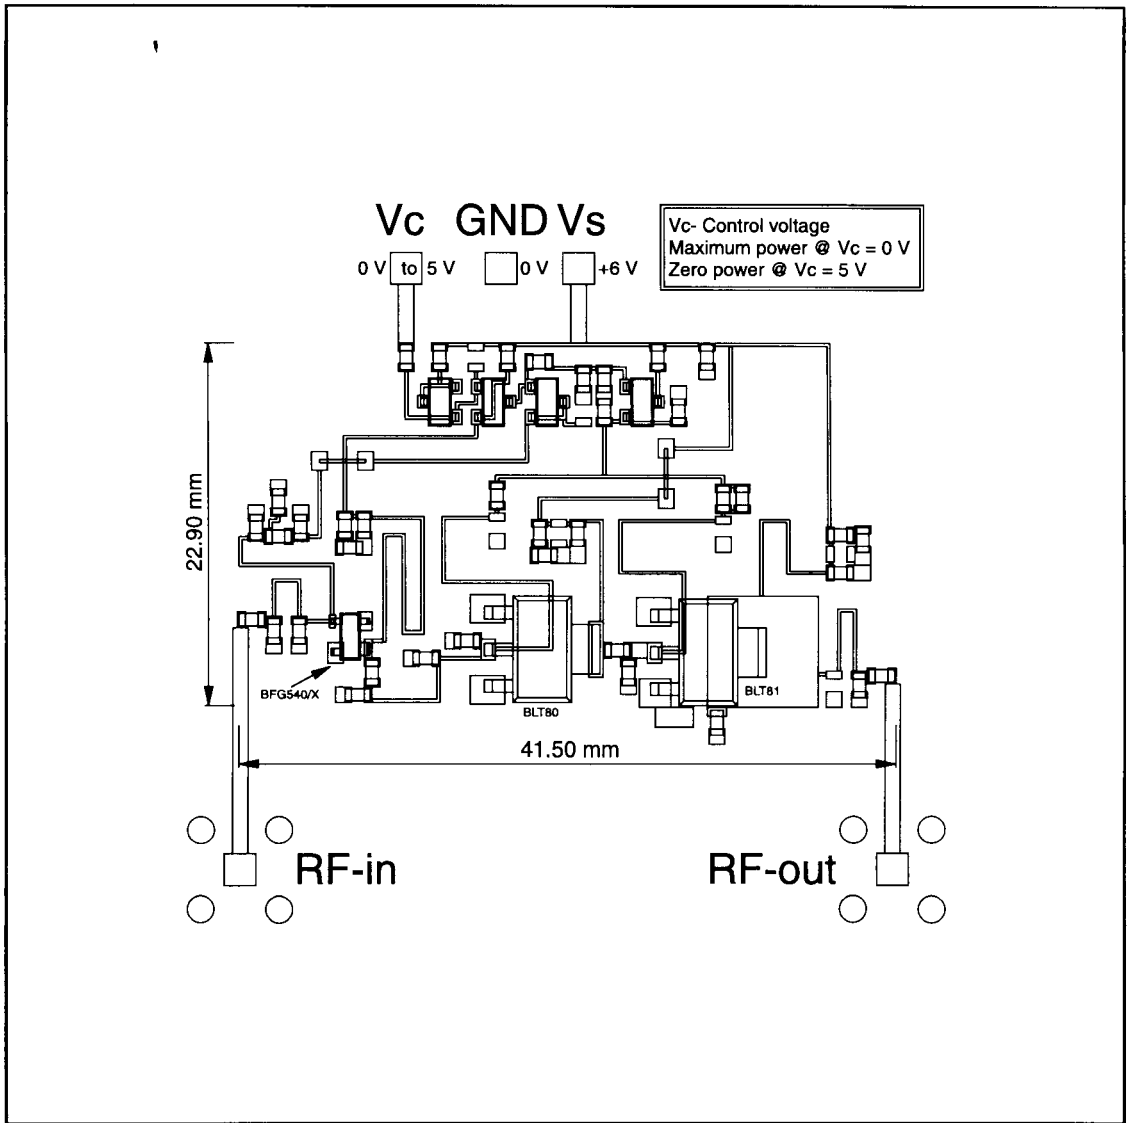 Vc GND Vs
0 V to 5 V 0 V +6 V
Vc- Control voltage
Maximum power @ Vc = 0 V
Zero power @ Vc = 5 V
22.90 mm
BFG540/X
BLT80
BLT81
41.50 mm
RF-in
RF-out